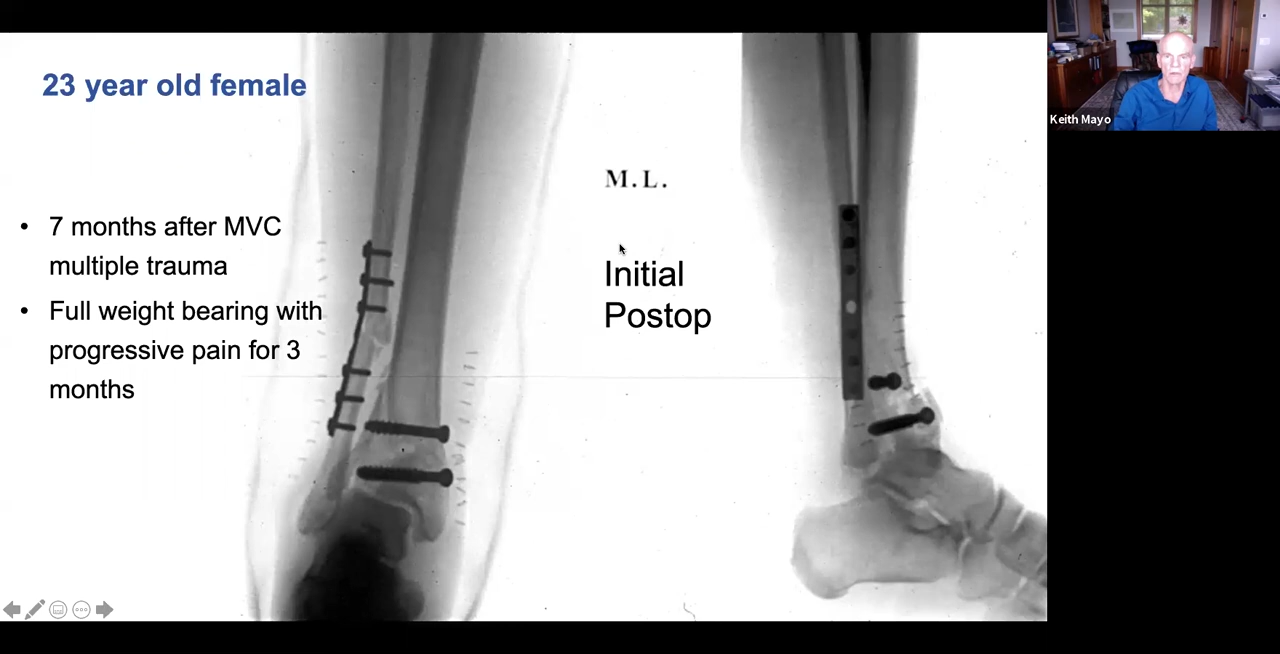 23 year old female
• 7 months after MVC
multiple trauma
• Full weight bearing with
progressive pain for 3
months
M.L.
Initial
Postop
Keith Mayo